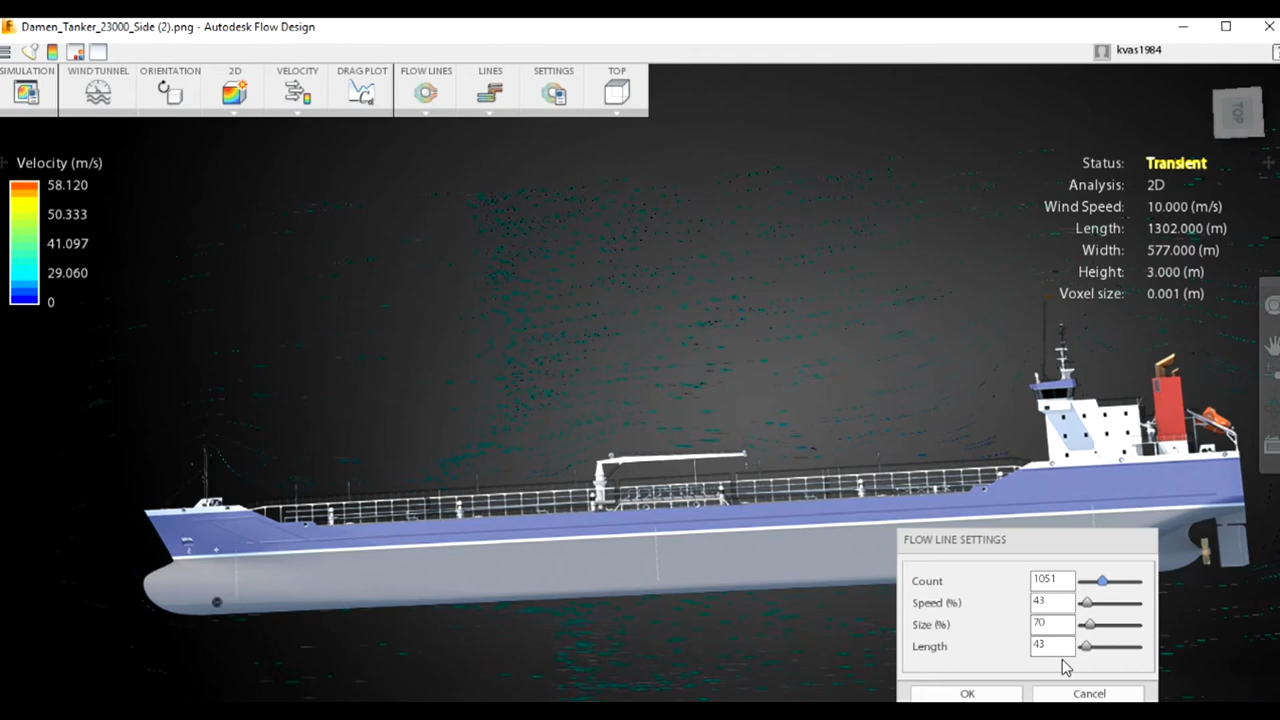 Damen_Tanker_23000_Side (2).png - Autodesk Flow Design
kvas1984
SIMULATION WIND TUNNEL ORIENTATION 2D VELOCITY DRAG PLOT FLOW LINES LINES SETTINGS TOP
TOP
Velocity (m/s)
58.120
50.333
41.097
29.060
0
Status: Transient
Analysis: 2D
Wind Speed: 10.000 (m/s)
Length: 1302.000 (m)
Width: 577.000 (m)
Height: 3.000 (m)
Voxel size: 0.001 (m)
FLOW LINE SETTINGS
Count 1051
Speed (%) 43
Size (%) 70
Length 43
OK Cancel